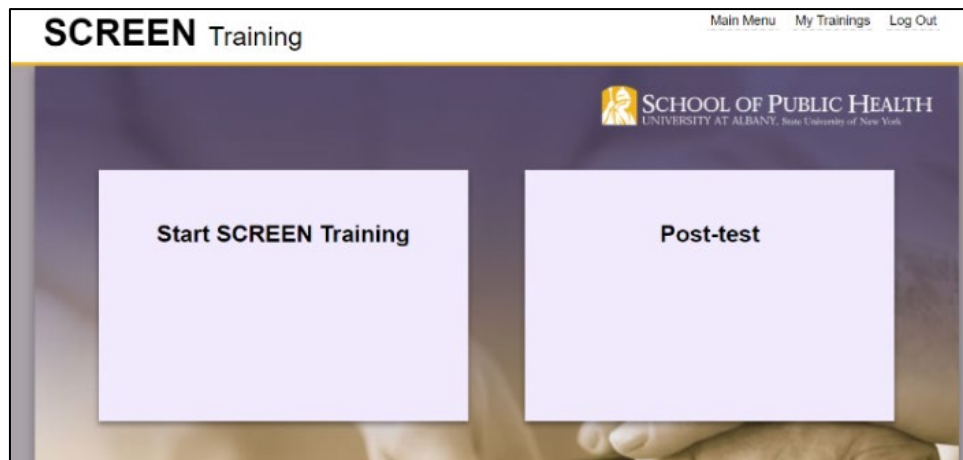 SCREEN Training
Main Menu My Trainings Log Out
SCHOOL OF PUBLIC HEALTH
UNIVERSITY AT ALBANY, State University of New York
Start SCREEN Training
Post-test